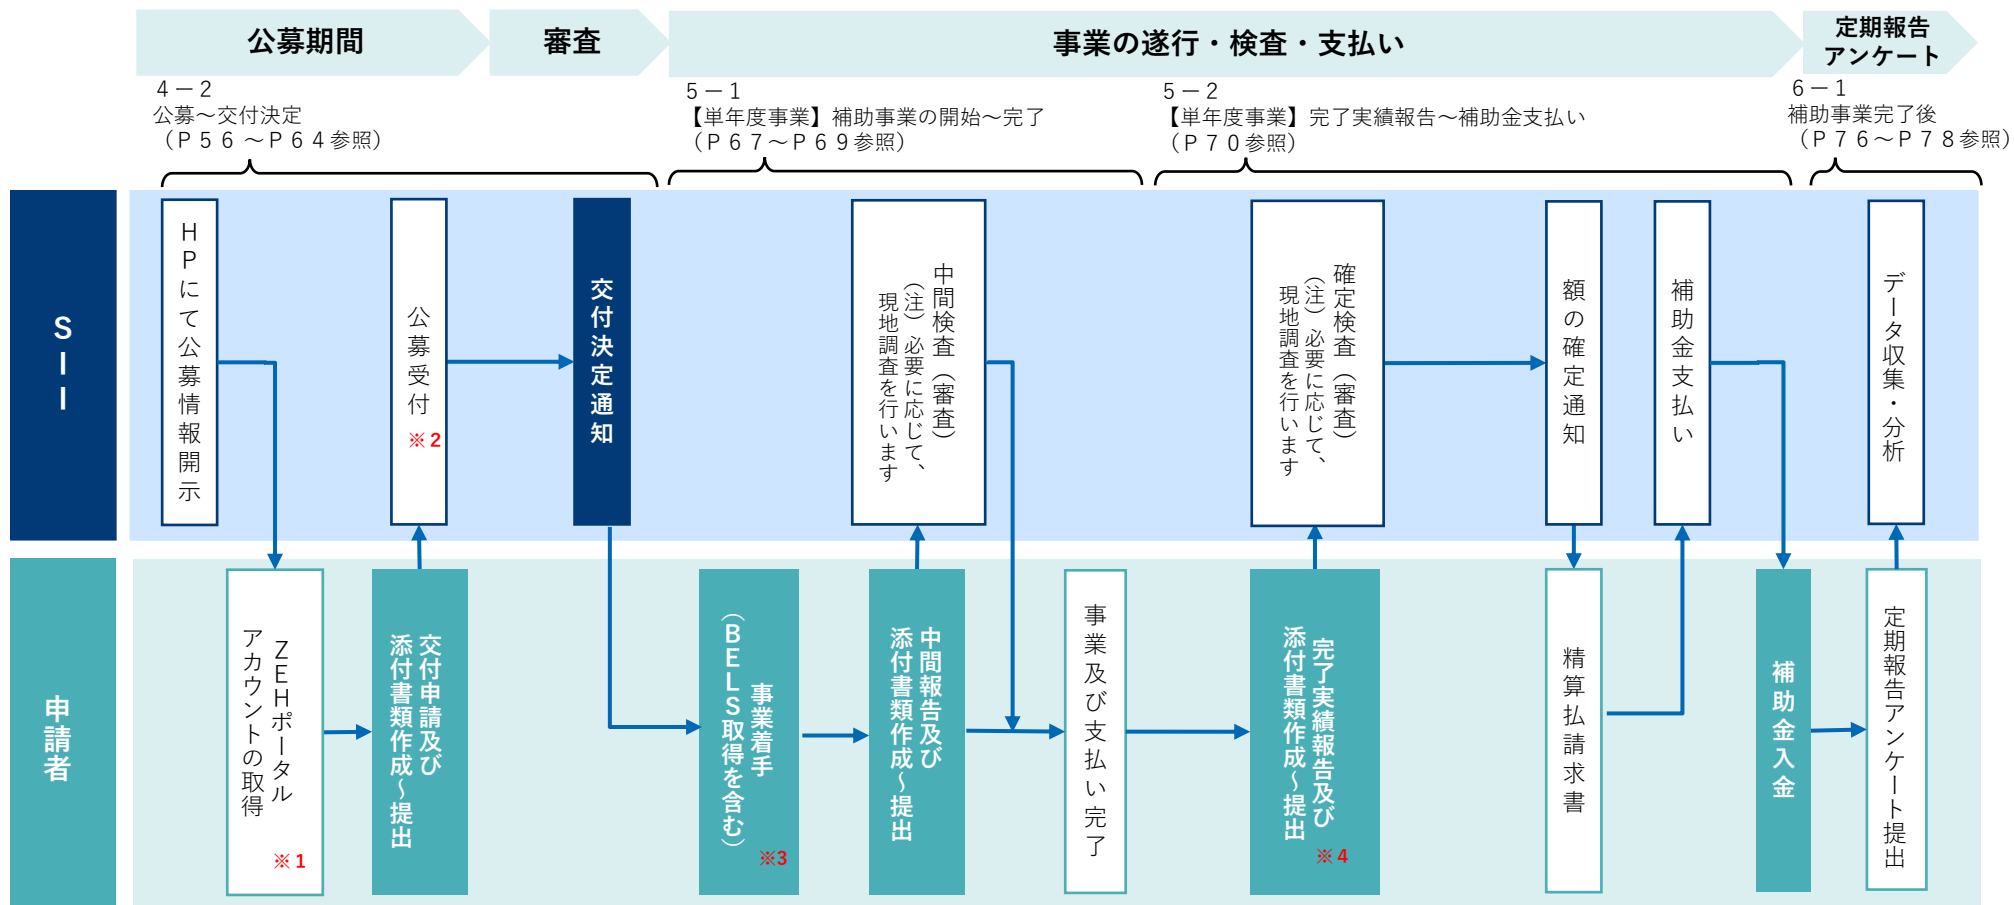 公募期間
審査
事業の遂行・検査・支払い
定期報告
アンケート
４－２
公募～交付決定
（Ｐ５６～Ｐ６４参照）
５－１
【単年度事業】補助事業の開始～完了
（Ｐ６７～Ｐ６９参照）
５－２
【単年度事業】完了実績報告～補助金支払い
（Ｐ７０参照）
６－１
補助事業完了後
（Ｐ７６～Ｐ７８参照）
ＳＩＩ
ＨＰにて公募情報開示
公募受付
※2
交付決定通知
中間検査（審査）
（注）必要に応じて、
現地調査を行います
確定検査（審査）
（注）必要に応じて、
現地調査を行います
額の確定通知
補助金支払い
データ収集・分析
申請者
ＺＥＨポータル
アカウントの取得
※1
交付申請及び
添付書類作成～提出
事業着手
（ＢＥＬＳ取得を含む）
※3
中間報告及び
添付書類作成～提出
事業及び支払い完了
完了実績報告及び
添付書類作成～提出
※4
精算払請求書
補助金入金
定期報告アンケート提出